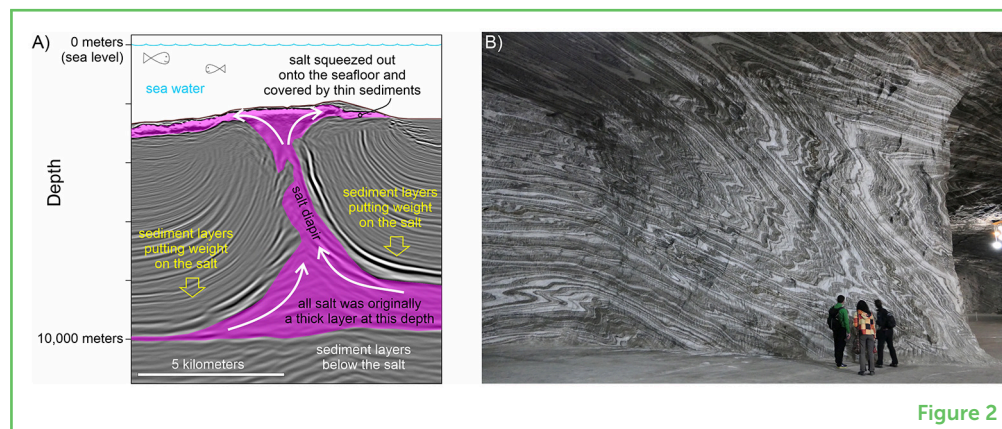 A)
0 meters
(sea level)
sea water
salt squeezed out
onto the seafloor and
covered by thin sediments
Depth
salt diapir
sediment layers
putting weight
on the salt
sediment layers
putting weight
on the salt
all salt was originally
a thick layer at this depth
10,000 meters
5 kilometers
sediment layers
below the salt
B)
Figure 2